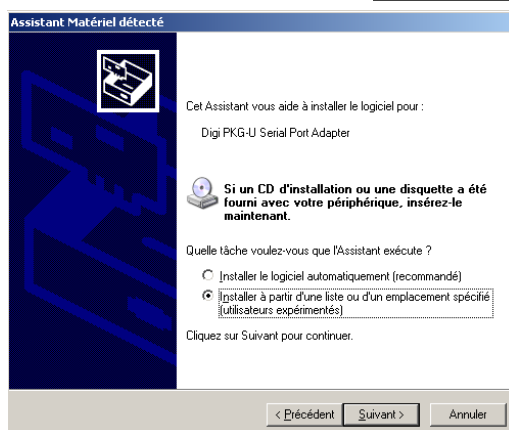 Assistant Matériel détecté
Cet Assistant vous aide à installer le logiciel pour :
Digi PKG-U Serial Port Adapter
Si un CD d'installation ou une disquette a été
fourni avec votre périphérique, insérez-le
maintenant.
Quelle tâche voulez-vous que l'Assistant exécute ?
Installer le logiciel automatiquement (recommandé)
Installer à partir d'une liste ou d'un emplacement spécifié
(utilisateurs expérimentés)
Cliquez sur Suivant pour continuer.
< Précédent
Suivant >
Annuler